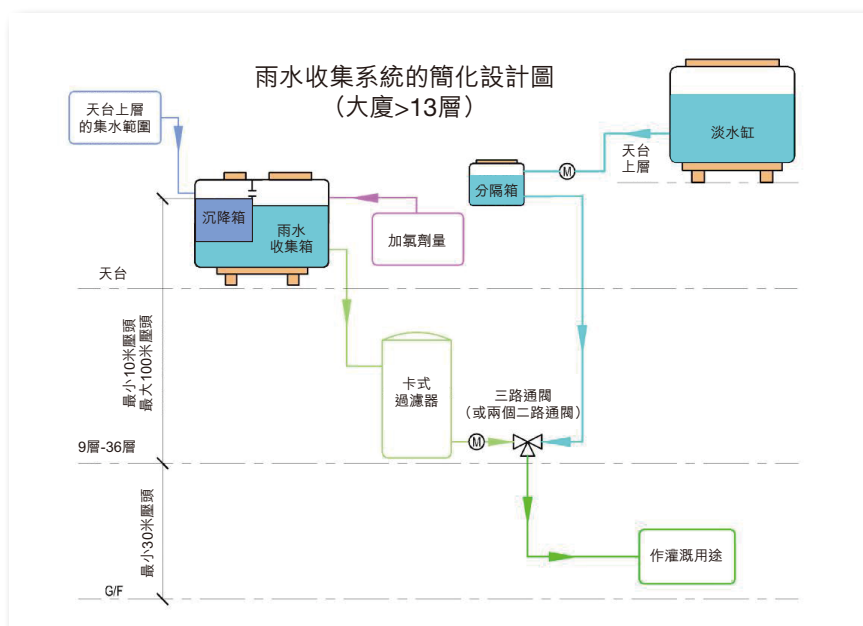 雨水收集系統的簡化設計圖
（大廈>13層）
天台上層
的集水範圍
淡水缸
天台
上層
M
分隔箱
沉降箱
雨水
收集箱
加氯劑量
天台
最小10米壓頭
最大100米壓頭
卡式
過濾器
三路通閥
（或兩個二路通閥）
M
9層-36層
最小30米壓頭
作灌溉用途
G/F